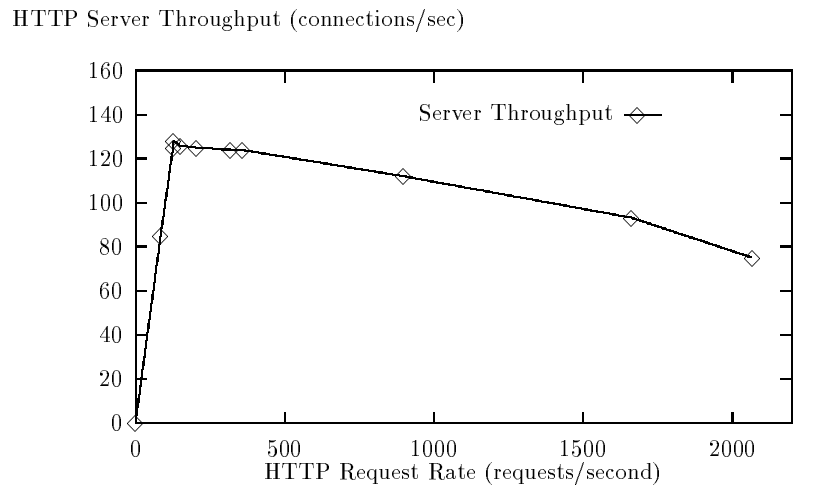 HTTP Server Throughput (connections/sec)
160
140
Server Throughput
120
100
80
60
40
20
0
0 500 1000 1500 2000
HTTP Request Rate (requests/second)